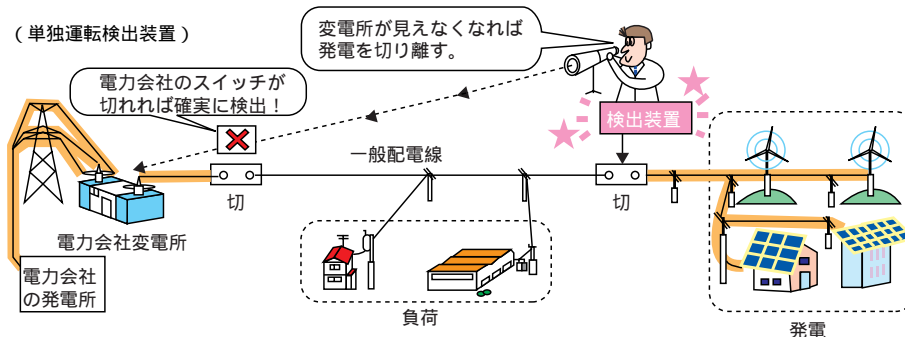 (単独運転検出装置)
変電所が見えなくなれば
発電を切り離す。
電力会社のスイッチが
切れれば確実に検出！
検出装置
一般配電線
切
切
電力会社変電所
電力会社
の発電所
負荷
発電